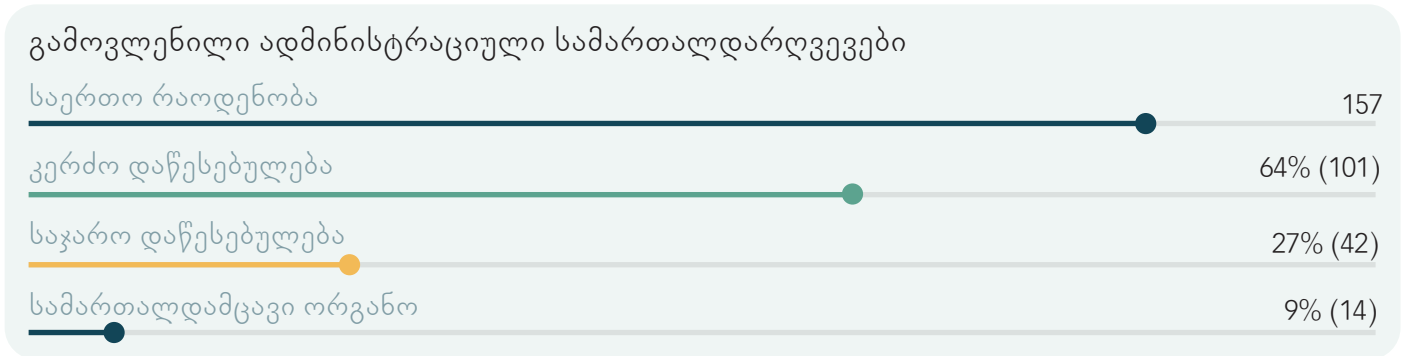 გამოვლენილი ადმინისტრაციული სამართალდარღვევები
საერთო რაოდენობა 157
კერძო დაწესებულება 64% (101)
საჯარო დაწესებულება 27% (42)
სამართალდამცავი ორგანო 9% (14)